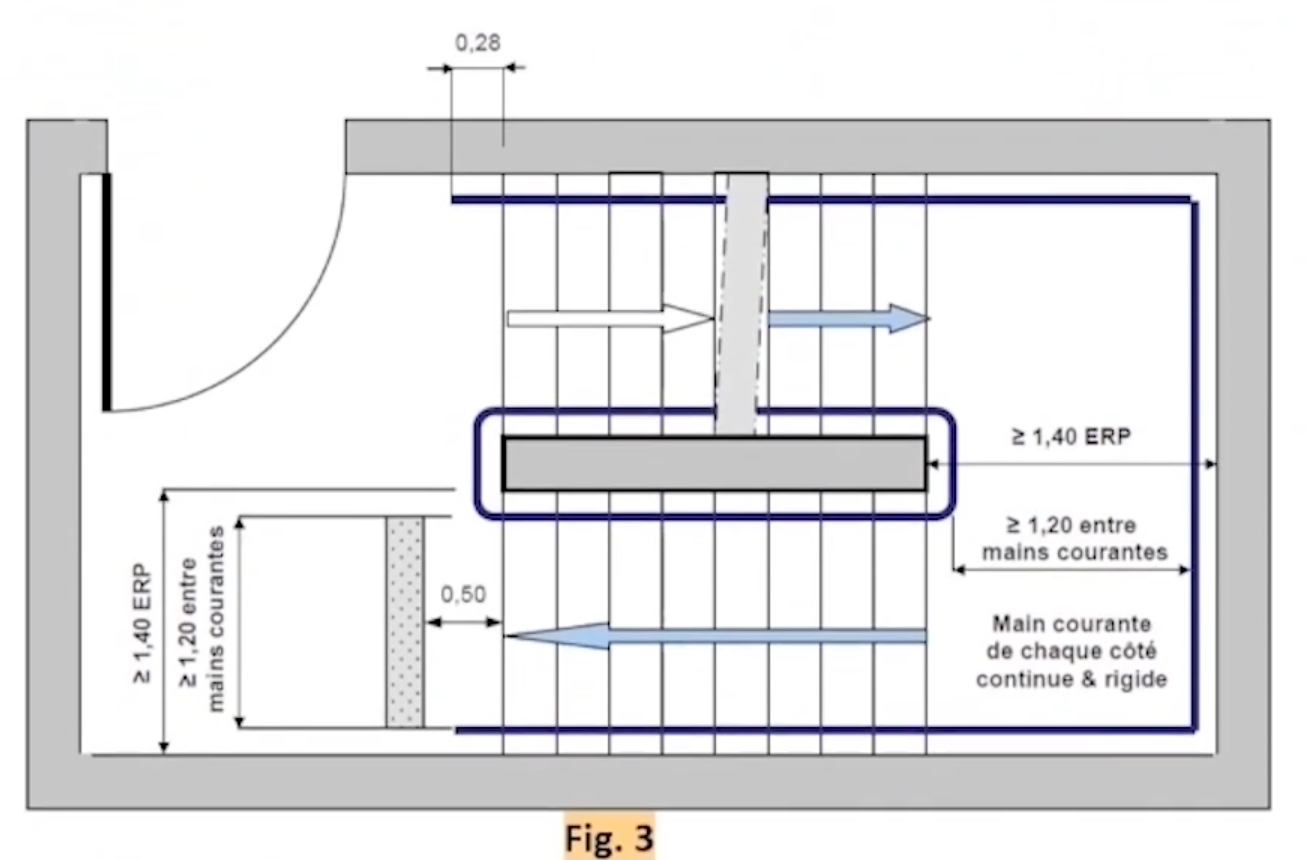 0,28
≥ 1,40 ERP
≥ 1,20 entre
mains courantes
≥ 1,40 ERP
≥ 1,20 entre
mains courantes
0,50
Main courante
de chaque côté
continue & rigide
Fig. 3